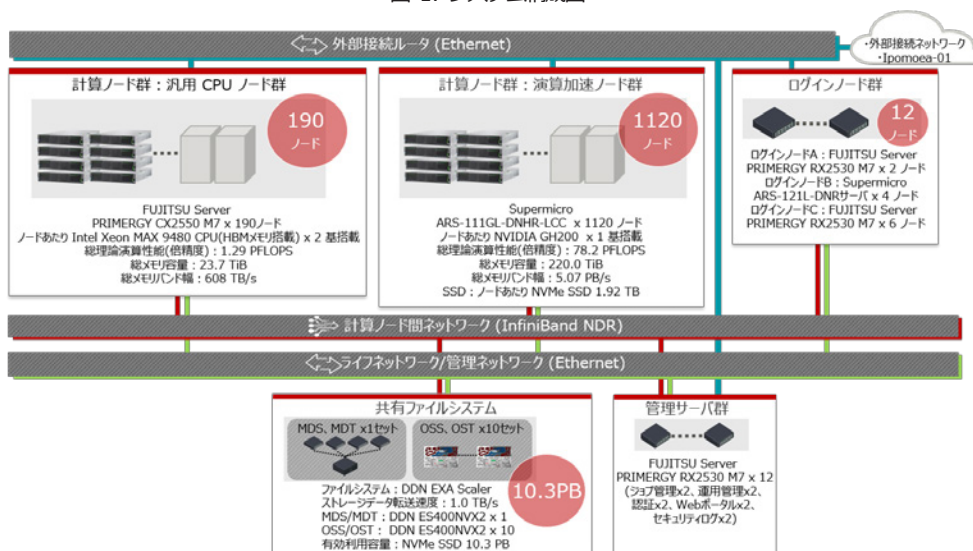 外部接続ルータ (Ethernet)
・外部接続ネットワーク
・Ipomoea-01
計算ノード群：汎用 CPU ノード群
190
ノード
FUJITSU Server
PRIMERGY CX2550 M7 x 190ノード
ノードあたり Intel Xeon MAX 9480 CPU(HBMメモリ搭載) x 2 基搭載
総理論演算性能(倍精度)：1.29 PFLOPS
総メモリ容量：23.7 TiB
総メモリバンド幅：608 TB/s
計算ノード群：演算加速ノード群
1120
ノード
Supermicro
ARS-111GL-DNHR-LCC x 1120 ノード
ノードあたり NVIDIA GH200 x 1 基搭載
総理論演算性能(倍精度)：78.2 PFLOPS
総メモリ容量：220.0 TiB
総メモリバンド幅：5.07 PB/s
SSD：ノードあたり NVMe SSD 1.92 TB
ログインノード群
12
ノード
ログインノードA：FUJITSU Server
PRIMERGY RX2530 M7 x 2 ノード
ログインノードB：Supermicro
ARS-121L-DNRサーバ x 4 ノード
ログインノードC：FUJITSU Server
PRIMERGY RX2530 M7 x 6 ノード
計算ノード間ネットワーク (InfiniBand NDR)
ライフネットワーク/管理ネットワーク (Ethernet)
共有ファイルシステム
MDS、MDT x1セット
OSS、OST x10セット
10.3PB
ファイルシステム：DDN EXA Scaler
ストレージデータ転送速度：1.0 TB/s
MDS/MDT：DDN ES400NVX2 x 1
OSS/OST： DDN ES400NVX2 x 10
有効利用容量：NVMe SSD 10.3 PB
管理サーバ群
FUJITSU Server
PRIMERGY RX2530 M7 x 12
(ジョブ管理x2、運用管理x2、
認証x2、Webポータルx2、
セキュリティログx2)